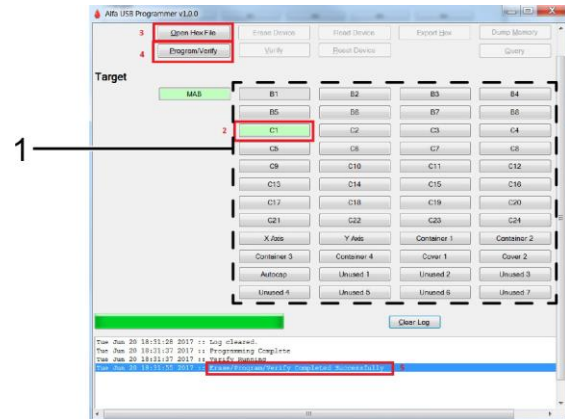 Alfa USB Programmer v1.0.0
3 Open Hex File Erase Device Read Device Export Hex Dump Memory
4 Program/Verify Verify Reset Device Query
Target
MAB B1 B2 B3 B4
B5 B6 B7 B8
2 C1 C2 C3 C4
1
C5 C6 C7 C8
C9 C10 C11 C12
C13 C14 C15 C16
C17 C18 C19 C20
C21 C22 C23 C24
X Axis Y Axis Container 1 Container 2
Container 3 Container 4 Cover 1 Cover 2
Autocap Unused 1 Unused 2 Unused 3
Unused 4 Unused 5 Unused 6 Unused 7
Clear Log
Tue Jun 20 18:31:28 2017 :: Log cleared.
Tue Jun 20 18:31:37 2017 :: Programming Complete
Tue Jun 20 18:31:37 2017 :: Verify Running
Tue Jun 20 18:31:55 2017 :: Erase/Program/Verify Completed Successfully 5